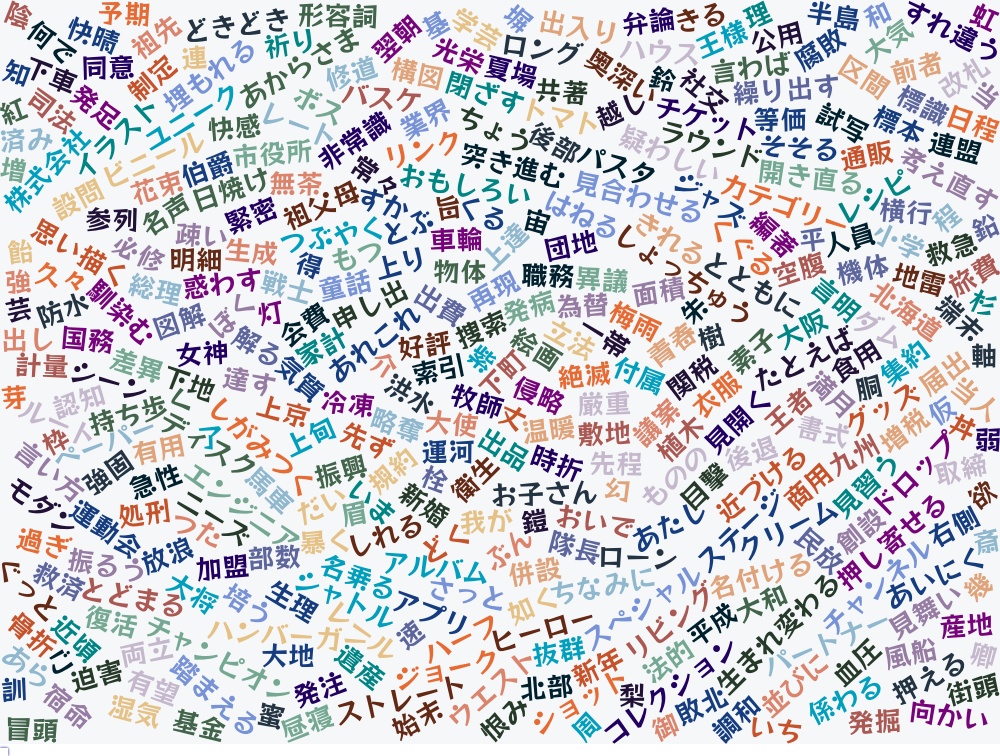 陰
予期
どきどき
形容詞
翌朝
基
学芸
堀
出入り
弁論
きる
理
半島
和
すれ違う
虹
何で
快晴
祖先
連
祈り
あからさま
光栄
夏場
ロング
奥深い
ハウス
王様
公用
腐敗
大気
知
下車
同意
制定
埋もれる
修道
構図
閉ざす
共著
鈴
社交
言わば
区間
前者
改札
当
紅
司法
発足
イラスト
ユニーク
ボス
バスケ
業界
トマト
越し
チケット
繰り出す
標識
日程
済み
株式会社
ビニール
快感
非常識
ちょう
後部
疑わしい
等価
試写
標本
連盟
増
設問
花束
伯爵
市役所
常々
リンク
突き進む
パスタ
ラウンド
そそる
通販
考え直す
参列
名声
日焼け
無茶
祖父母
おもしろい
見合わせる
ジャズ
カテゴリー
開き直る
レシピ
横行
程
鉛
飴
思い描く
必修
疎い
緊密
つぶやく
すかぶ
旨
くる
はねる
宙
きれる
くぐる
編著
平
人員
小学
救急
強
久々
明細
生成
得
もつ
とぶ
車輪
上達
団地
しょっちゅう
空腹
機体
地雷
旅費
芸
防水
馴染む
総理
惑わす
戦士
童話
上り
物体
再現
職務
異議
面積
とともに
言明
北海道
杉
出し
国務
図解
灯
会費
申し出
出費
発病
為替
梅雨
朱
樹
大阪
ダム
端末
軸
計量
シーン
差異
女神
解る
家計
あれこれ
好評
捜索
絵画
立法
一帯
青春
素子
たとえば
食用
集約
芽
認知
下地
達す
気質
介
索引
紫
下町
絶滅
付属
関税
衣服
満月
胴
届出
当人
持ち歩く
上京
冷凍
洪水
牧師
丈
侵略
厳重
議案
植木
見開く
王者
グッズ
仮
丼
弱
枠
ペーパー
有用
ディスク
しがみつく
上旬
先ず
略奪
大使
運河
出品
温暖
敷地
書式
増税
言い方
強固
急性
エンジニア
馬車
振興
規約
栓
衛生
時折
先程
ものの
目撃
後退
近づける
商用
九州
ドロップ
取締
モダン
運動会
処刑
ニーズ
つた
だい
眉
いま
新婚
お子さん
幻
あたし
ステージ
クリーム
見習う
創設
欲
過ぎ
振るう
放浪
加盟
部数
暴く
しれる
どく
我が
鎧
おいで
隊長
ローン
民衆
押し寄せる
右側
斎
ぐっと
救済
とどまる
大将
培う
生理
シャトル
名乗る
アルバム
ぶん
併設
ちなみに
スペシャル
名付ける
チャンネル
あいにく
幾
骨折
近頃
復活
チャンピオン
ハンバーガー
レール
アプリ
さっと
速
如く
ヒーロー
リビング
平成
大和
変わる
パートナー
見舞い
産地
あら
迫害
両立
踏まえる
大地
遺産
ジョーク
ハーフ
抜群
新年
法的
コレクション
生まれ
並びに
血圧
風船
卿
訓
宿命
有望
湿気
基金
蜜
昼寝
発注
ストレート
始末
ウエスト
恨み
北部
ショット
周
梨
御
敗北
調和
いち
係わる
発掘
押える
向かい
街頭
冒頭